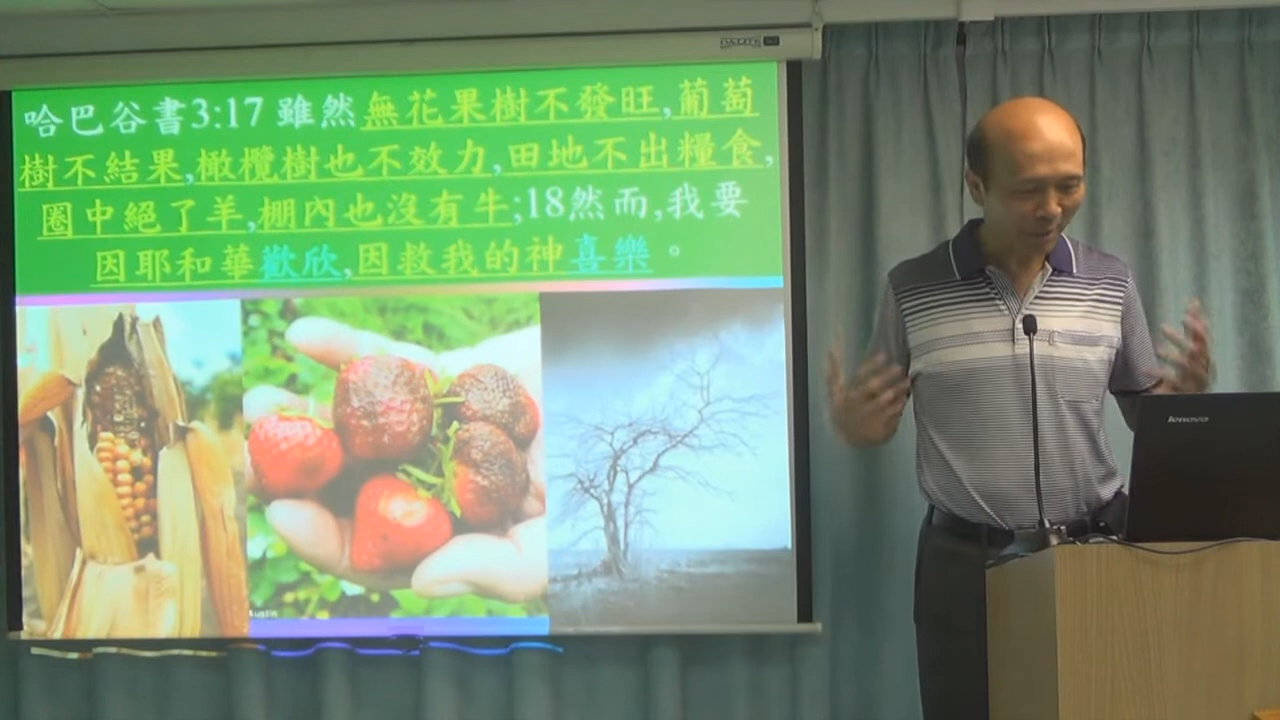 哈巴谷書3:17 雖然無花果樹不發旺,葡萄
樹不結果,橄欖樹也不效力,田地不出糧食,
圈中絕了羊,棚內也沒有牛;18然而,我要
因耶和華歡欣,因救我的神喜樂。
Austin
lenovo